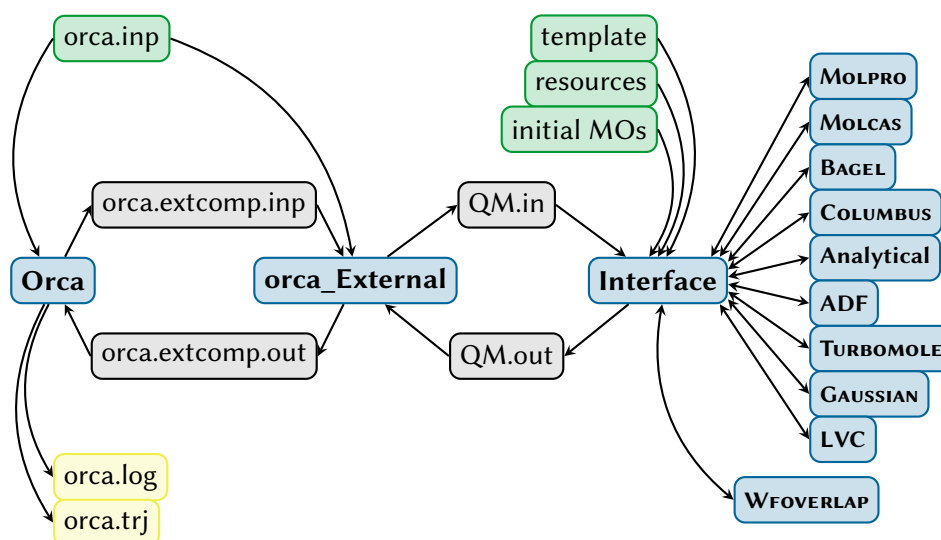 orca.inp
template
resources
initial MOs
MOLPRO
MOLCAS
BAGEL
COLUMBUS
Analytical
ADF
TURBOMOLE
GAUSSIAN
LVC
WFOVERLAP
orca.extcomp.inp
QM.in
Orca
orca_External
Interface
orca.extcomp.out
QM.out
orca.log
orca.trj